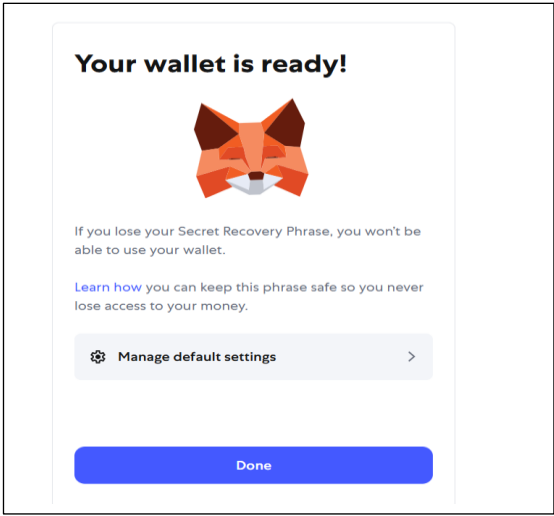 Your wallet is ready!
If you lose your Secret Recovery Phrase, you won't be
able to use your wallet.
Learn how you can keep this phrase safe so you never
lose access to your money.
Manage default settings
Done